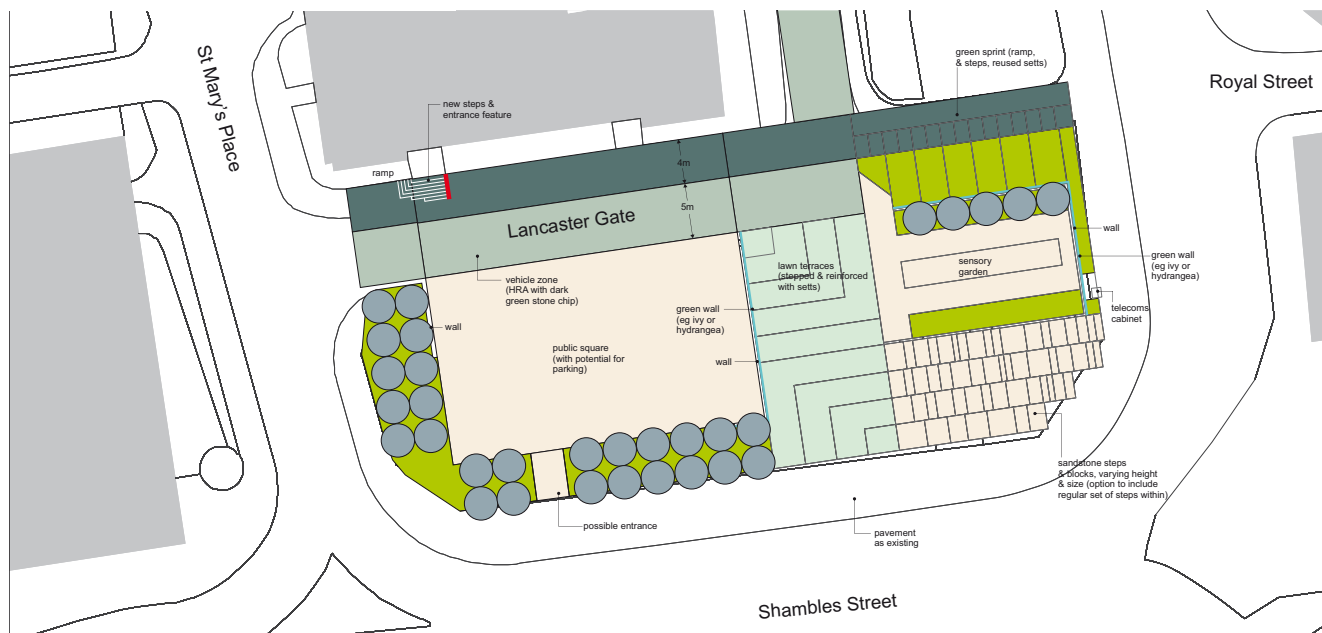 St Mary's Place
Royal Street
green sprint (ramp,
& steps, reused setts)
new steps &
entrance feature
ramp
4m
5m
Lancaster Gate
wall
green wall
(eg ivy or
hydrangea)
sensory
garden
lawn terraces
(stepped & reinforced
with setts)
vehicle zone
(HRA with dark
green stone chip)
telecoms
cabinet
green wall
(eg ivy or
hydrangea)
wall
public square
(with potential for
parking)
wall
sandstone steps
& blocks, varying height
& size (option to include
regular set of steps within)
possible entrance
pavement
as existing
Shambles Street